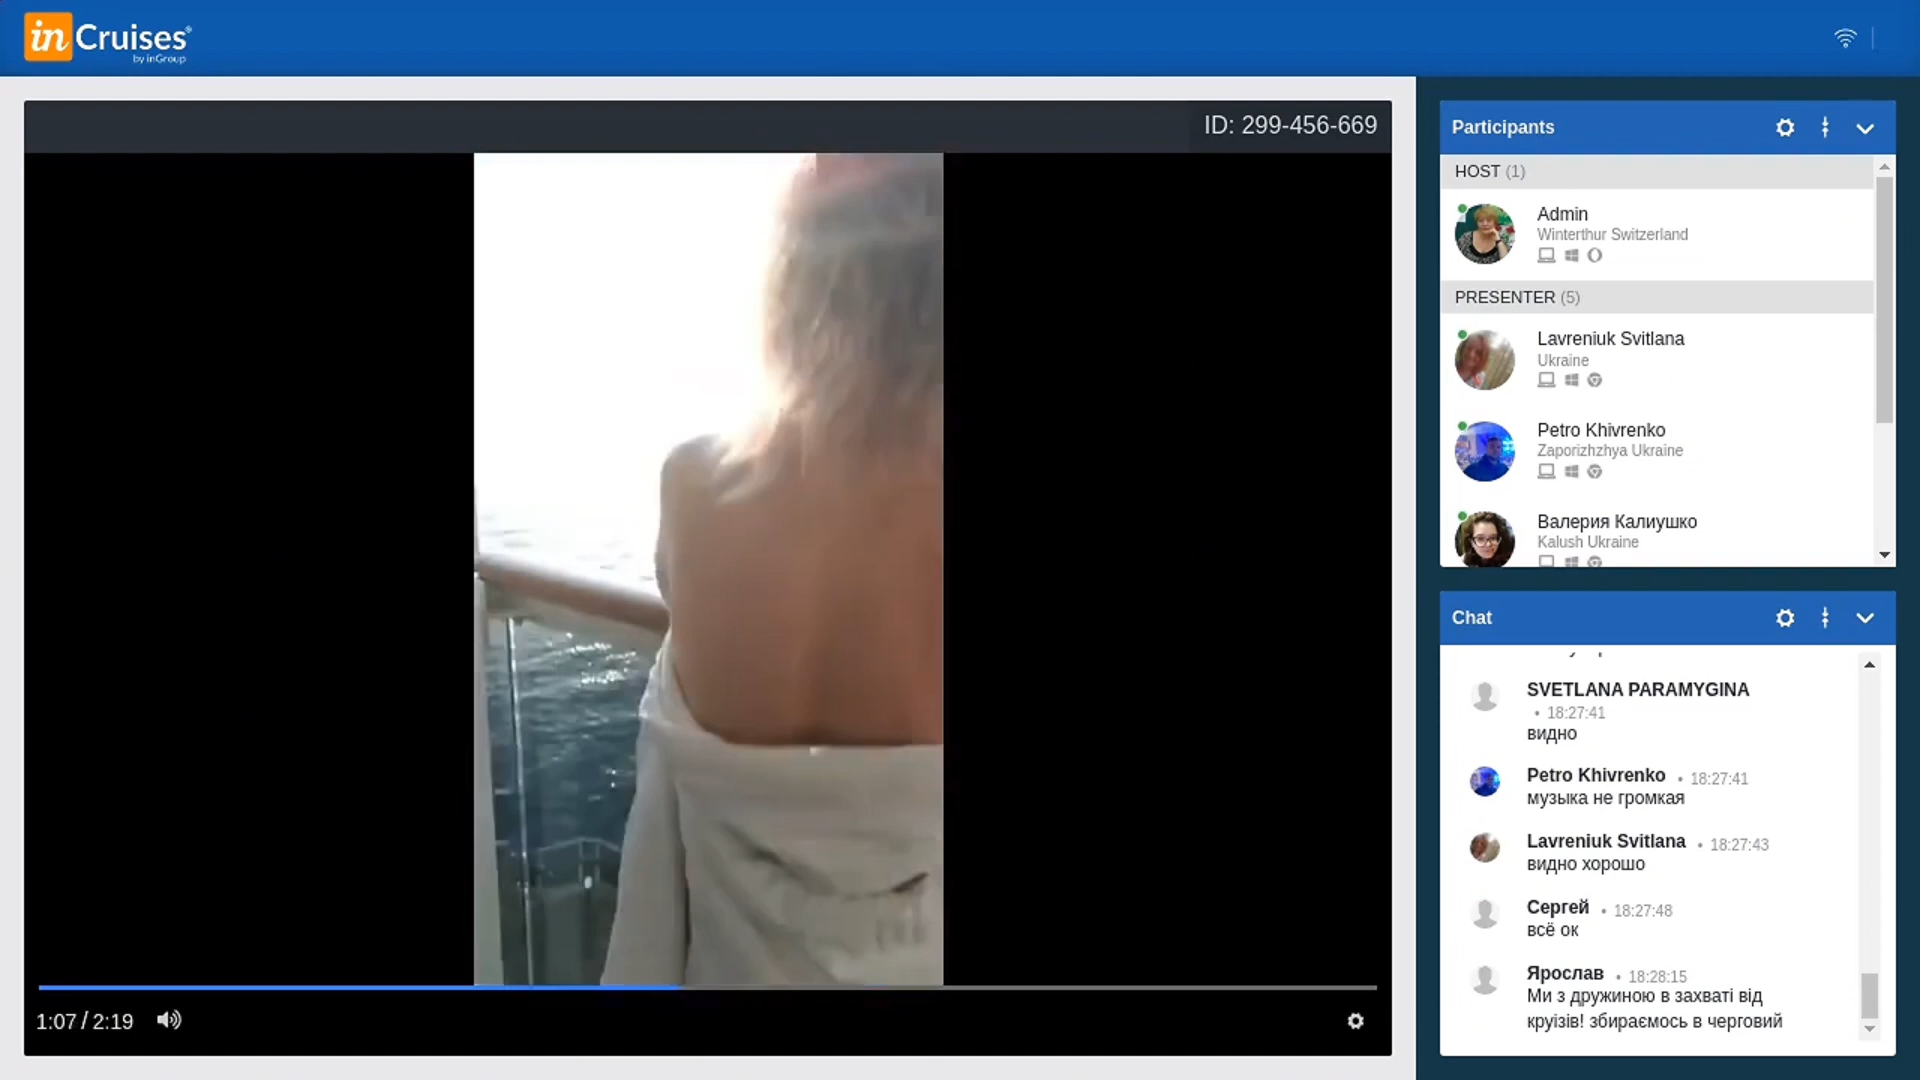 in Cruises®
by inGroup
ID: 299-456-669
1:07 / 2:19
Participants
HOST (1)
Admin
Winterthur Switzerland
PRESENTER (5)
Lavreniuk Svitlana
Ukraine
Petro Khivrenko
Zaporizhzhya Ukraine
Валерия Калиушко
Kalush Ukraine
Chat
SVETLANA PARAMYGINA
• 18:27:41
видно
Petro Khivrenko • 18:27:41
музыка не громкая
Lavreniuk Svitlana • 18:27:43
видно хорошо
Сергей • 18:27:48
всё ок
Ярослав • 18:28:15
Ми з дружиною в захваті від
круїзів! збираємось в черговий